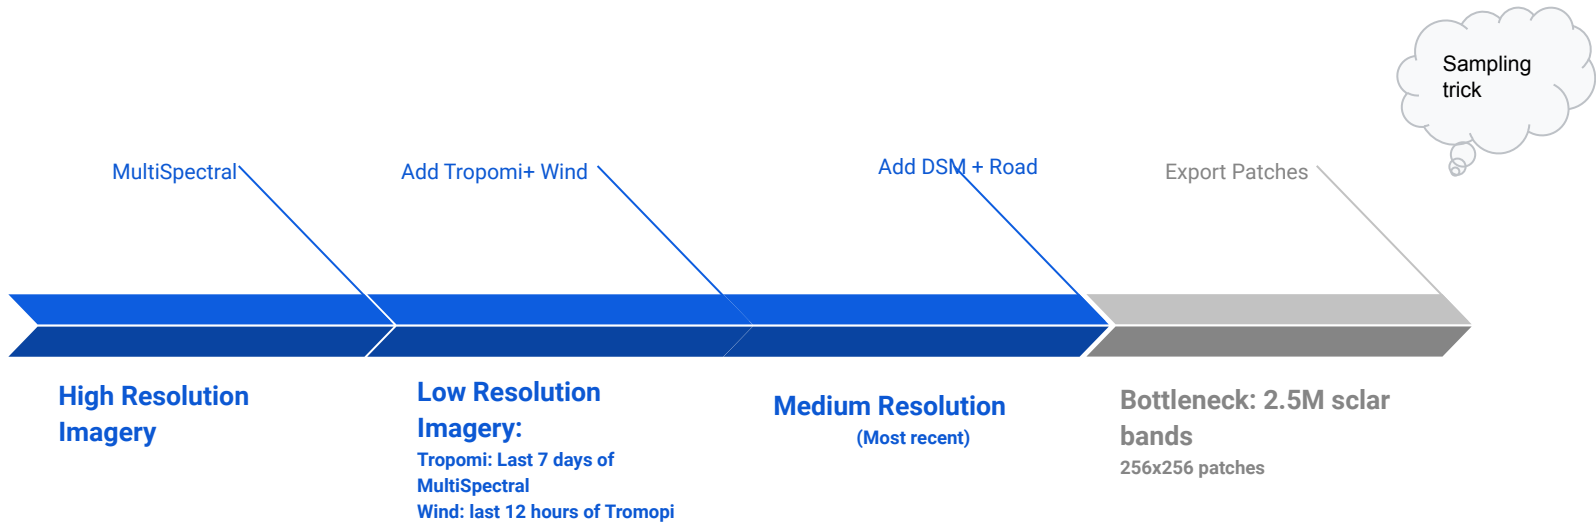 Sampling
trick
MultiSpectral
Add Tropomi+ Wind
Add DSM + Road
Export Patches
High Resolution
Imagery
Low Resolution
Imagery:
Tropomi: Last 7 days of
MultiSpectral
Wind: last 12 hours of Tromopi
Medium Resolution
(Most recent)
Bottleneck: 2.5M sclar
bands
256x256 patches